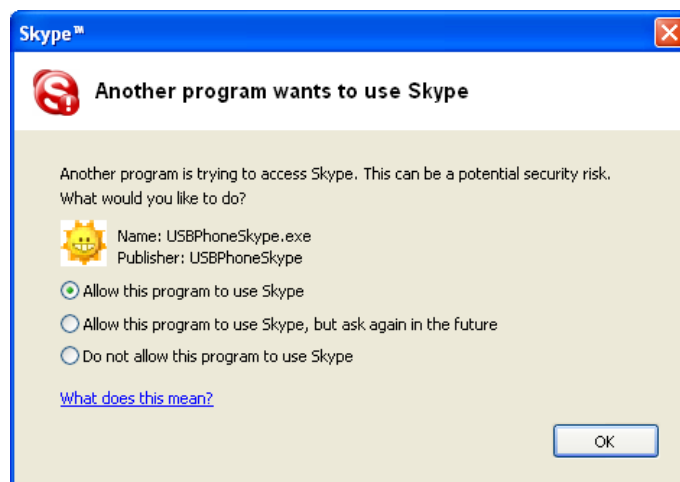 Skype™
Another program wants to use Skype
Another program is trying to access Skype. This can be a potential security risk.
What would you like to do?
Name: USBPhoneSkype.exe
Publisher: USBPhoneSkype
Allow this program to use Skype
Allow this program to use Skype, but ask again in the future
Do not allow this program to use Skype
What does this mean?
OK